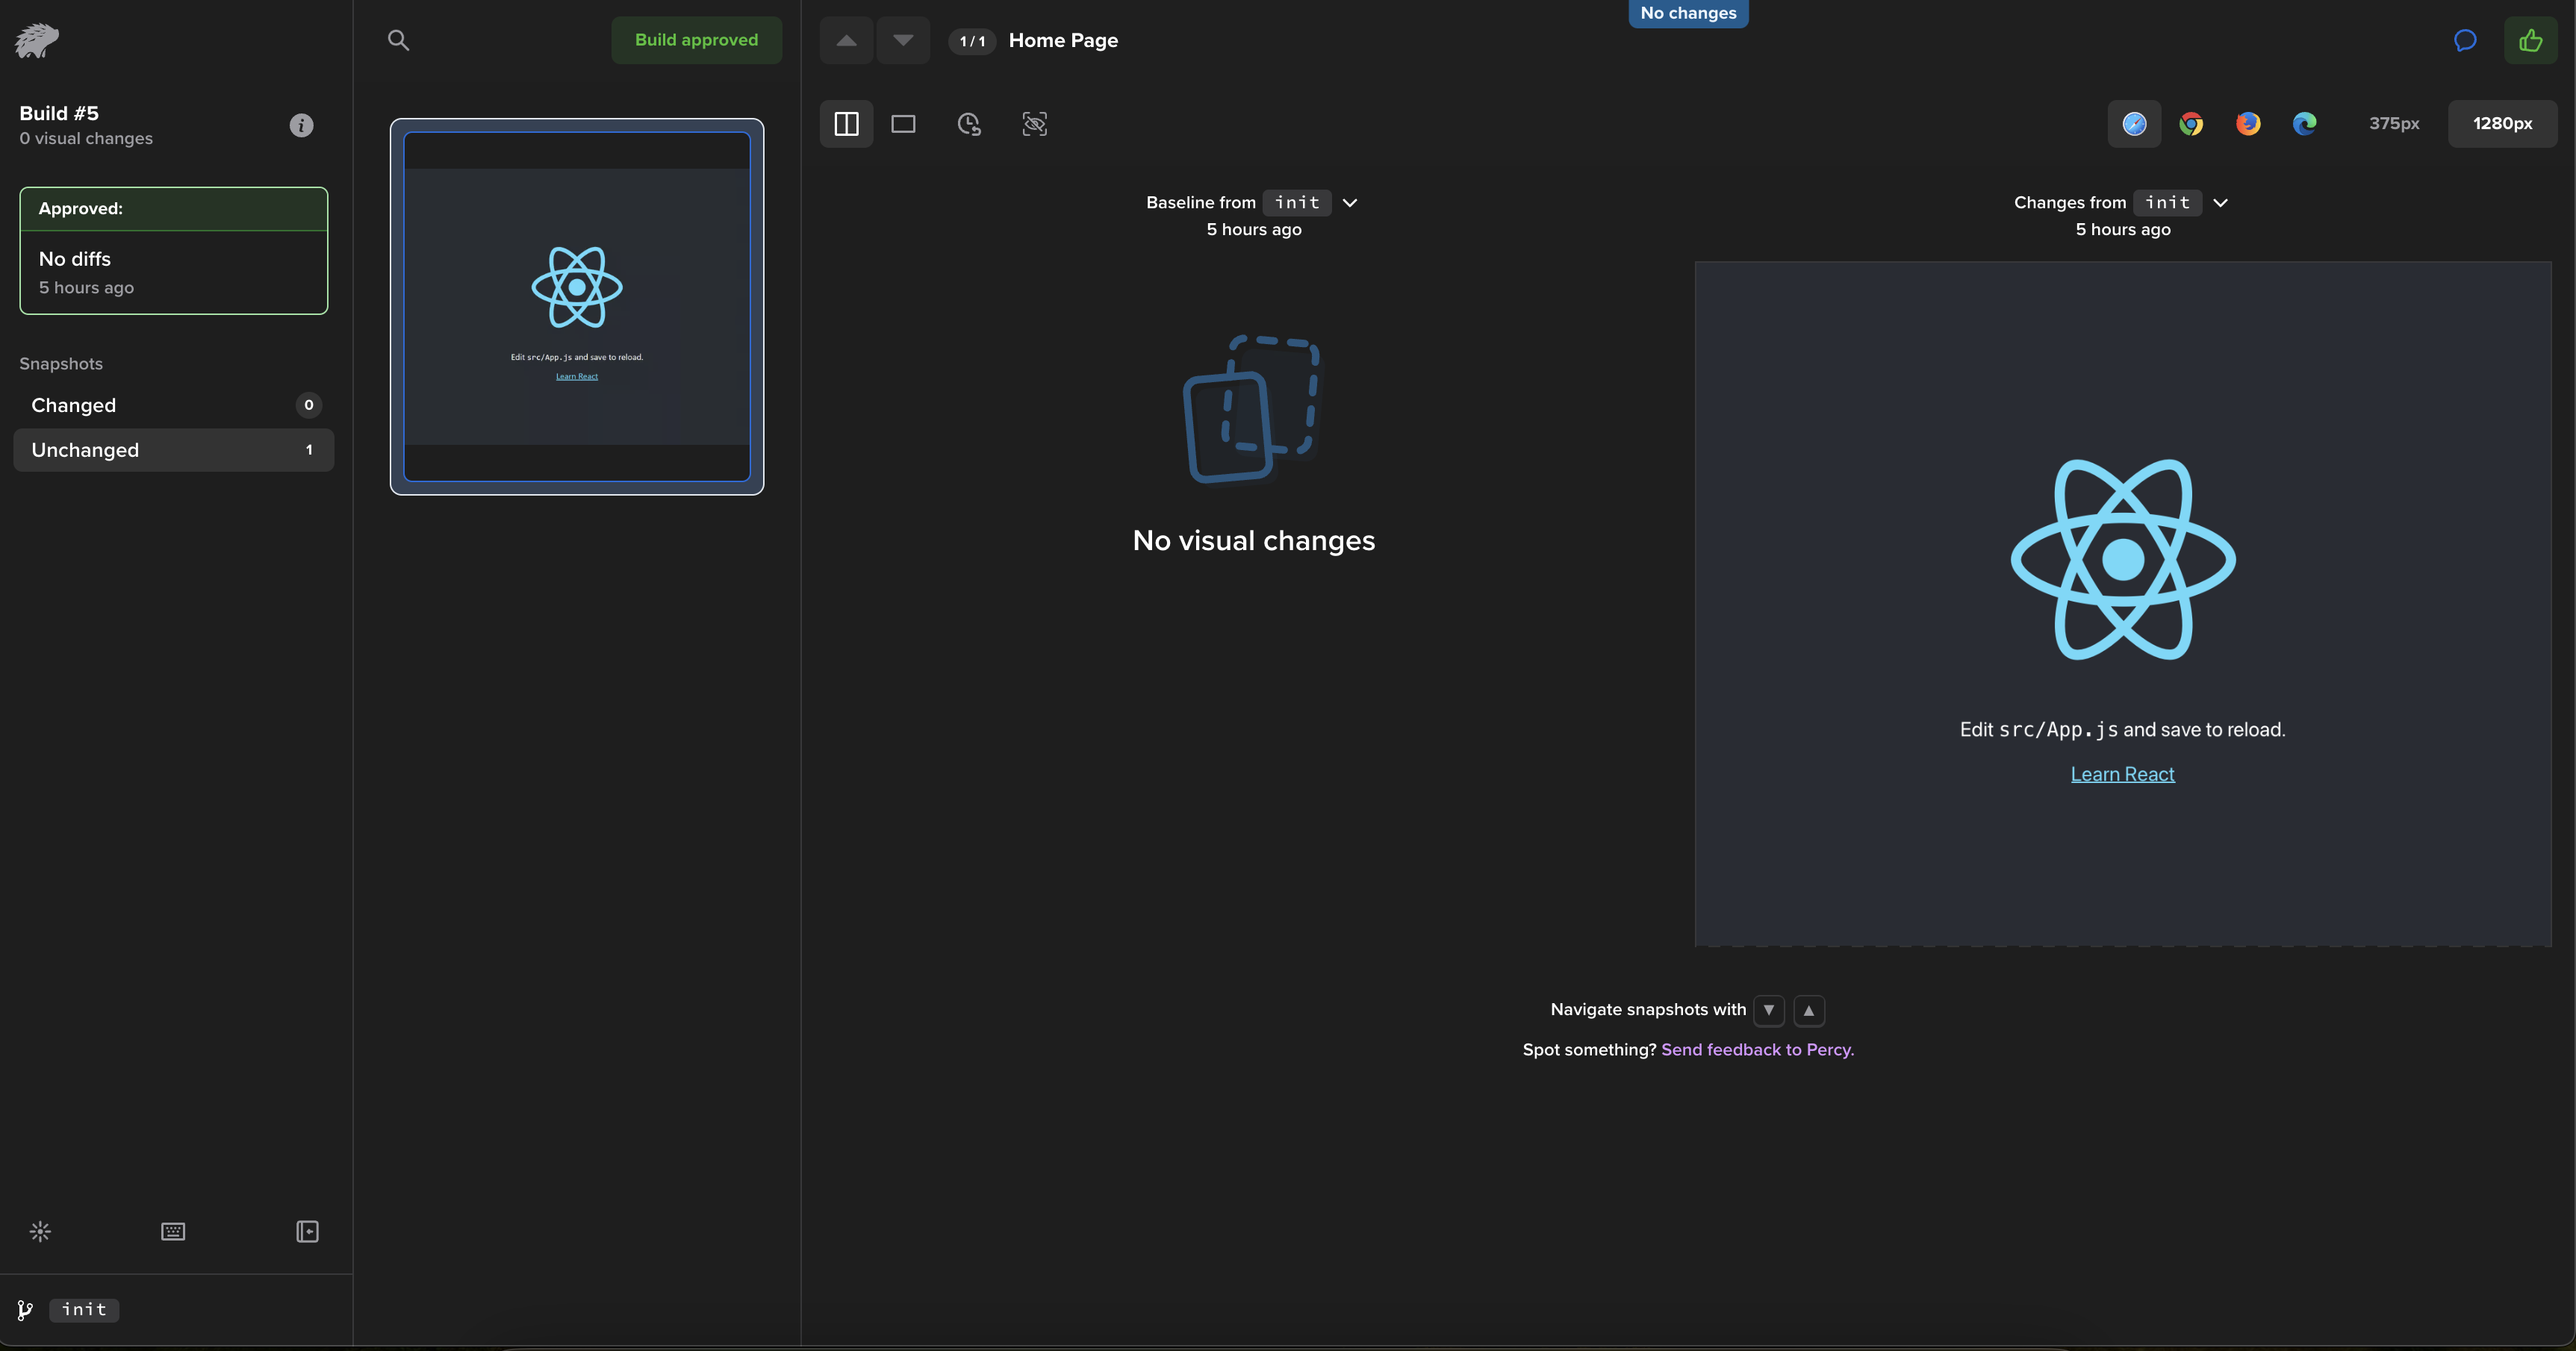 Build #5
0 visual changes
Approved:
No diffs
5 hours ago
Snapshots
Changed 0
Unchanged 1
init
Build approved
Edit src/App.js and save to reload.
Learn React
No changes
1 / 1 Home Page
375px 1280px
Baseline from init
5 hours ago
No visual changes
Changes from init
5 hours ago
Edit src/App.js and save to reload.
Learn React
Navigate snapshots with
Spot something? Send feedback to Percy.